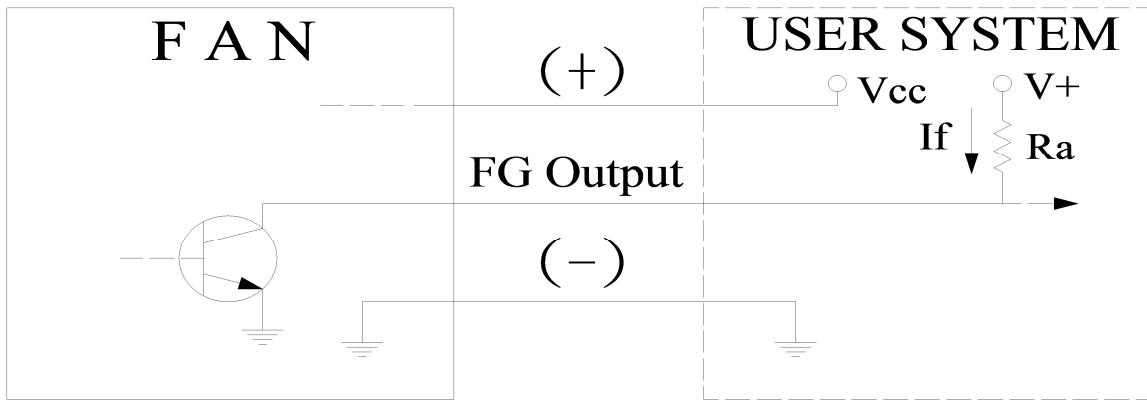 F A N
USER SYSTEM
(+)
Vcc
V+
If
Ra
FG Output
(−)